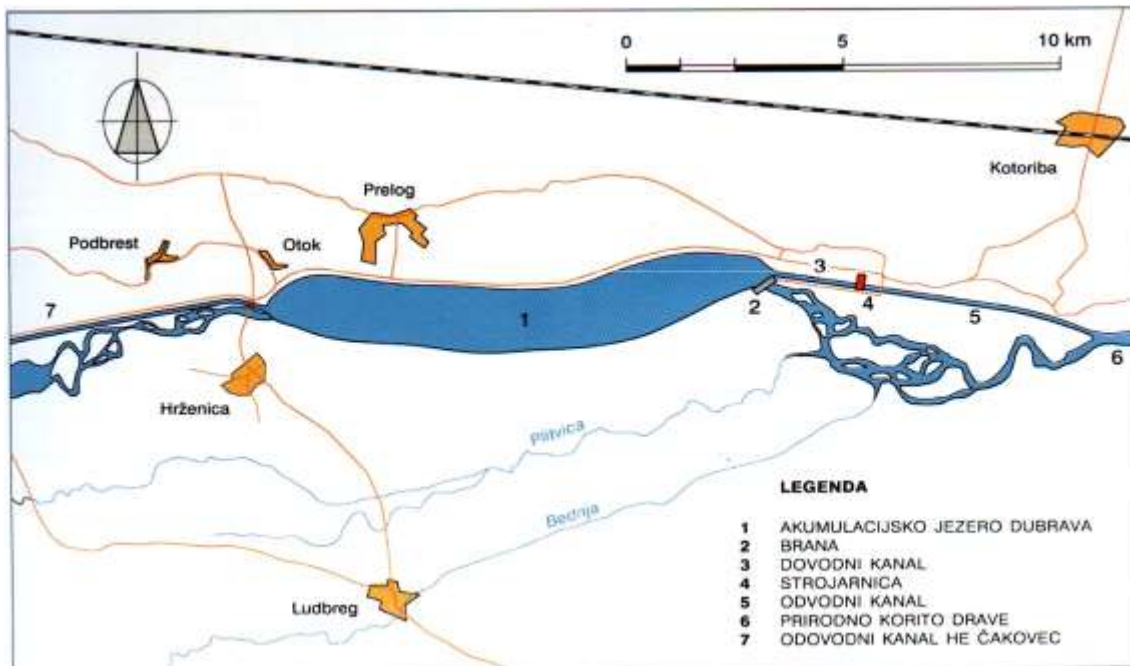 0 5 10 km
Kotoriba
Prelog
Podbrest
Otok
3
7
1
2
4
5
6
Hrženica
Plitvica
Bednja
Ludbreg
LEGENDA
1 AKUMULACIJSKO JEZERO DUBRAVA
2 BRANA
3 DOVODNI KANAL
4 STROJARNICA
5 ODVODNI KANAL
6 PRIRODNO KORITO DRAVE
7 ODOVODNI KANAL HE ČAKOVEC